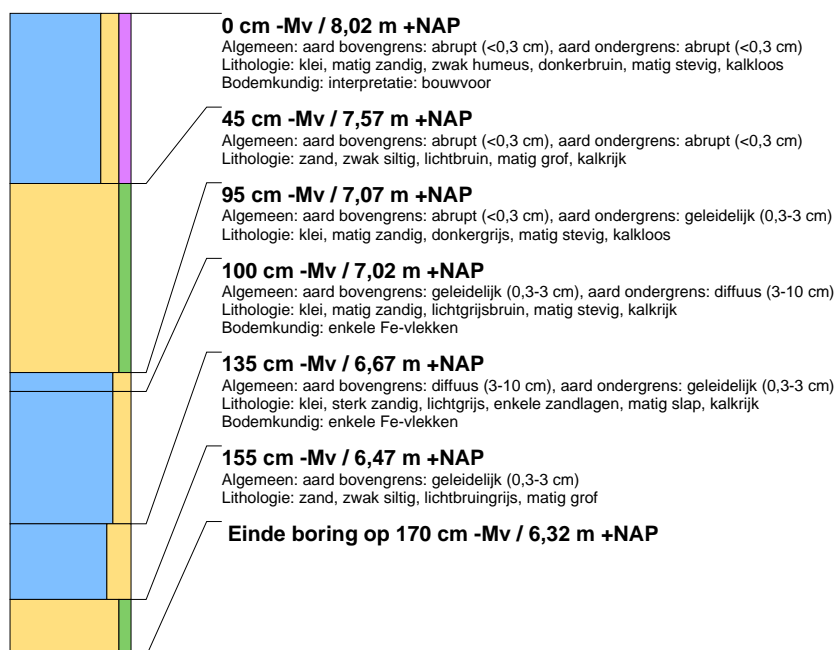 0 cm -Mv / 8,02 m +NAP
Algemeen: aard bovengrens: abrupt (<0,3 cm), aard ondergrens: abrupt (<0,3 cm)
Lithologie: klei, matig zandig, zwak humeus, donkerbruin, matig stevig, kalkloos
Bodemkundig: interpretatie: bouwvoor
45 cm -Mv / 7,57 m +NAP
Algemeen: aard bovengrens: abrupt (<0,3 cm), aard ondergrens: abrupt (<0,3 cm)
Lithologie: zand, zwak siltig, lichtbruin, matig grof, kalkrijk
95 cm -Mv / 7,07 m +NAP
Algemeen: aard bovengrens: abrupt (<0,3 cm), aard ondergrens: geleidelijk (0,3-3 cm)
Lithologie: klei, matig zandig, donkergrijs, matig stevig, kalkloos
100 cm -Mv / 7,02 m +NAP
Algemeen: aard bovengrens: geleidelijk (0,3-3 cm), aard ondergrens: diffuus (3-10 cm)
Lithologie: klei, matig zandig, lichtgrijsbruin, matig stevig, kalkrijk
Bodemkundig: enkele Fe-vlekken
135 cm -Mv / 6,67 m +NAP
Algemeen: aard bovengrens: diffuus (3-10 cm), aard ondergrens: geleidelijk (0,3-3 cm)
Lithologie: klei, sterk zandig, lichtgrijs, enkele zandlagen, matig slap, kalkrijk
Bodemkundig: enkele Fe-vlekken
155 cm -Mv / 6,47 m +NAP
Algemeen: aard bovengrens: geleidelijk (0,3-3 cm)
Lithologie: zand, zwak siltig, lichtbruingrijs, matig grof
Einde boring op 170 cm -Mv / 6,32 m +NAP